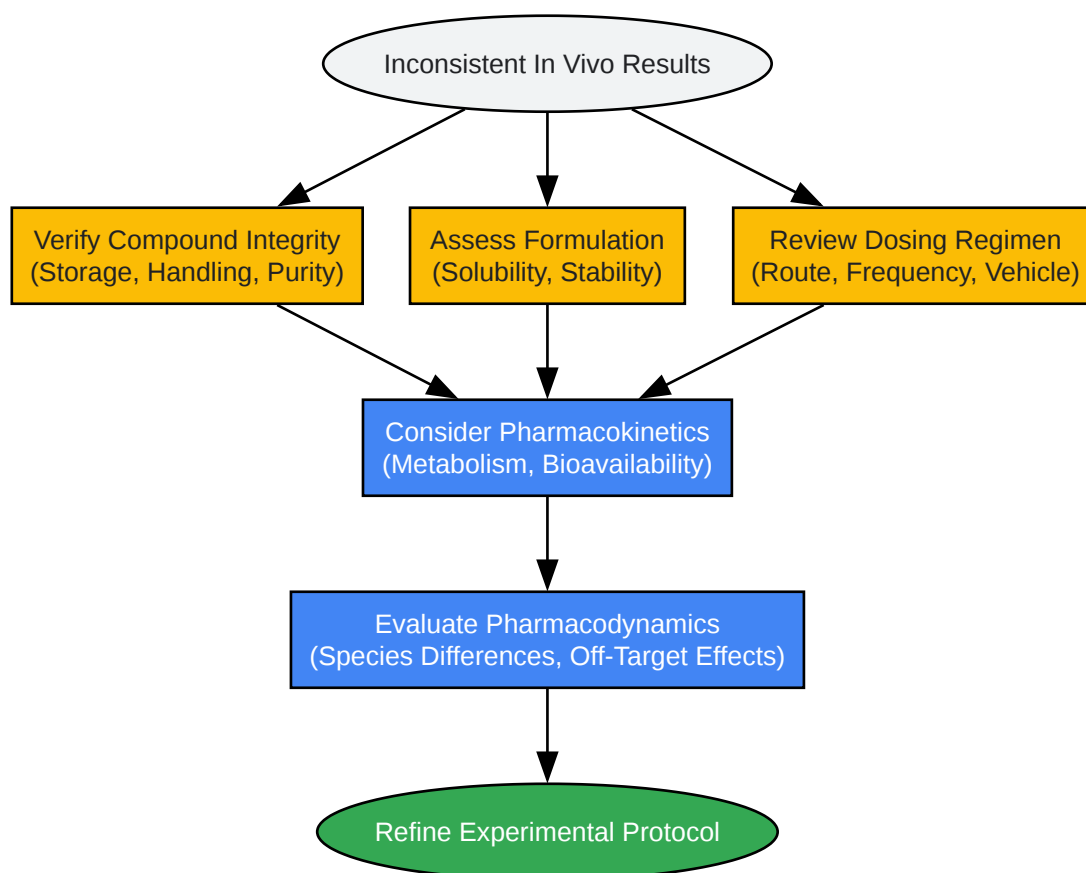 Inconsistent In Vivo Results
Verify Compound Integrity
(Storage, Handling, Purity)
Assess Formulation
(Solubility, Stability)
Review Dosing Regimen
(Route, Frequency, Vehicle)
Consider Pharmacokinetics
(Metabolism, Bioavailability)
Evaluate Pharmacodynamics
(Species Differences, Off-Target Effects)
Refine Experimental Protocol